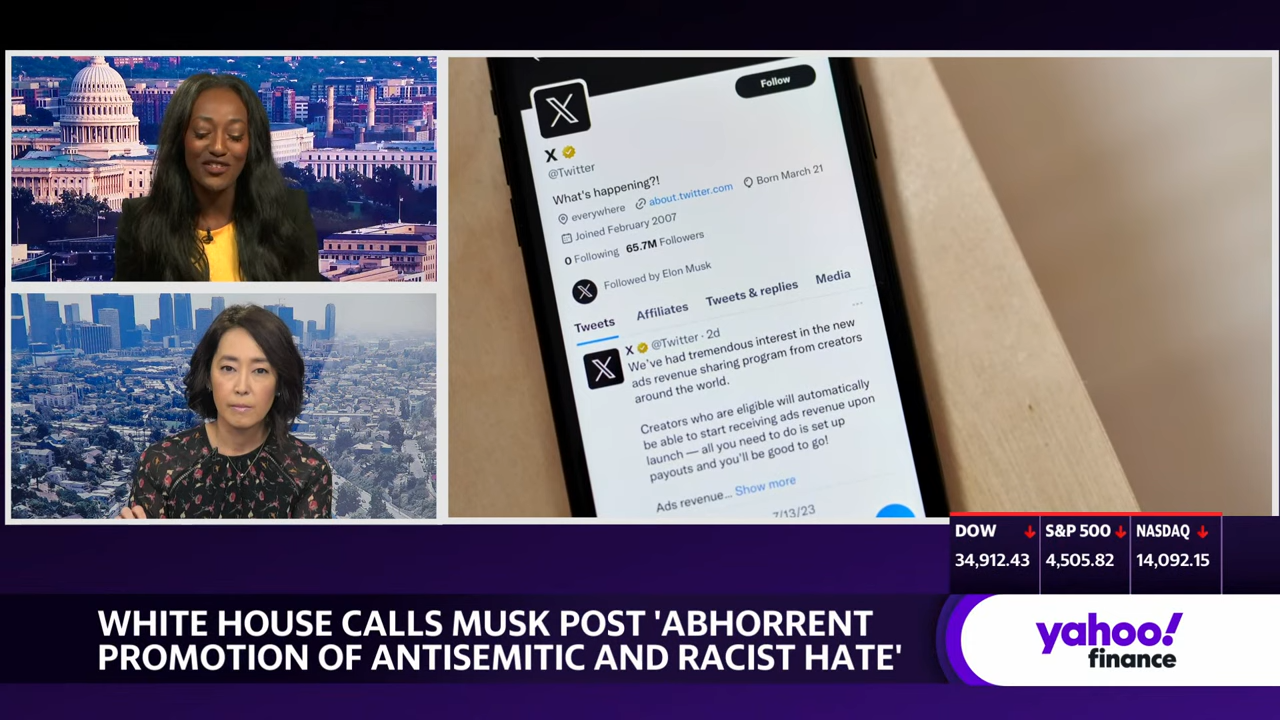 Follow
X
@Twitter
What's happening?!
everywhere about.twitter.com Born March 21
Joined February 2007
0 Following 65.7M Followers
Followed by Elon Musk
Tweets Affiliates Tweets & replies Media
X @Twitter · 2d
We've had tremendous interest in the new
ads revenue sharing program from creators
around the world.
Creators who are eligible will automatically
be able to start receiving ads revenue upon
launch — all you need to do is set up
payouts and you'll be good to go!
Ads revenue... Show more
7/13/23
DOW S&P 500 NASDAQ
34,912.43 4,505.82 14,092.15
WHITE HOUSE CALLS MUSK POST 'ABHORRENT
PROMOTION OF ANTISEMITIC AND RACIST HATE'
yahoo!
finance